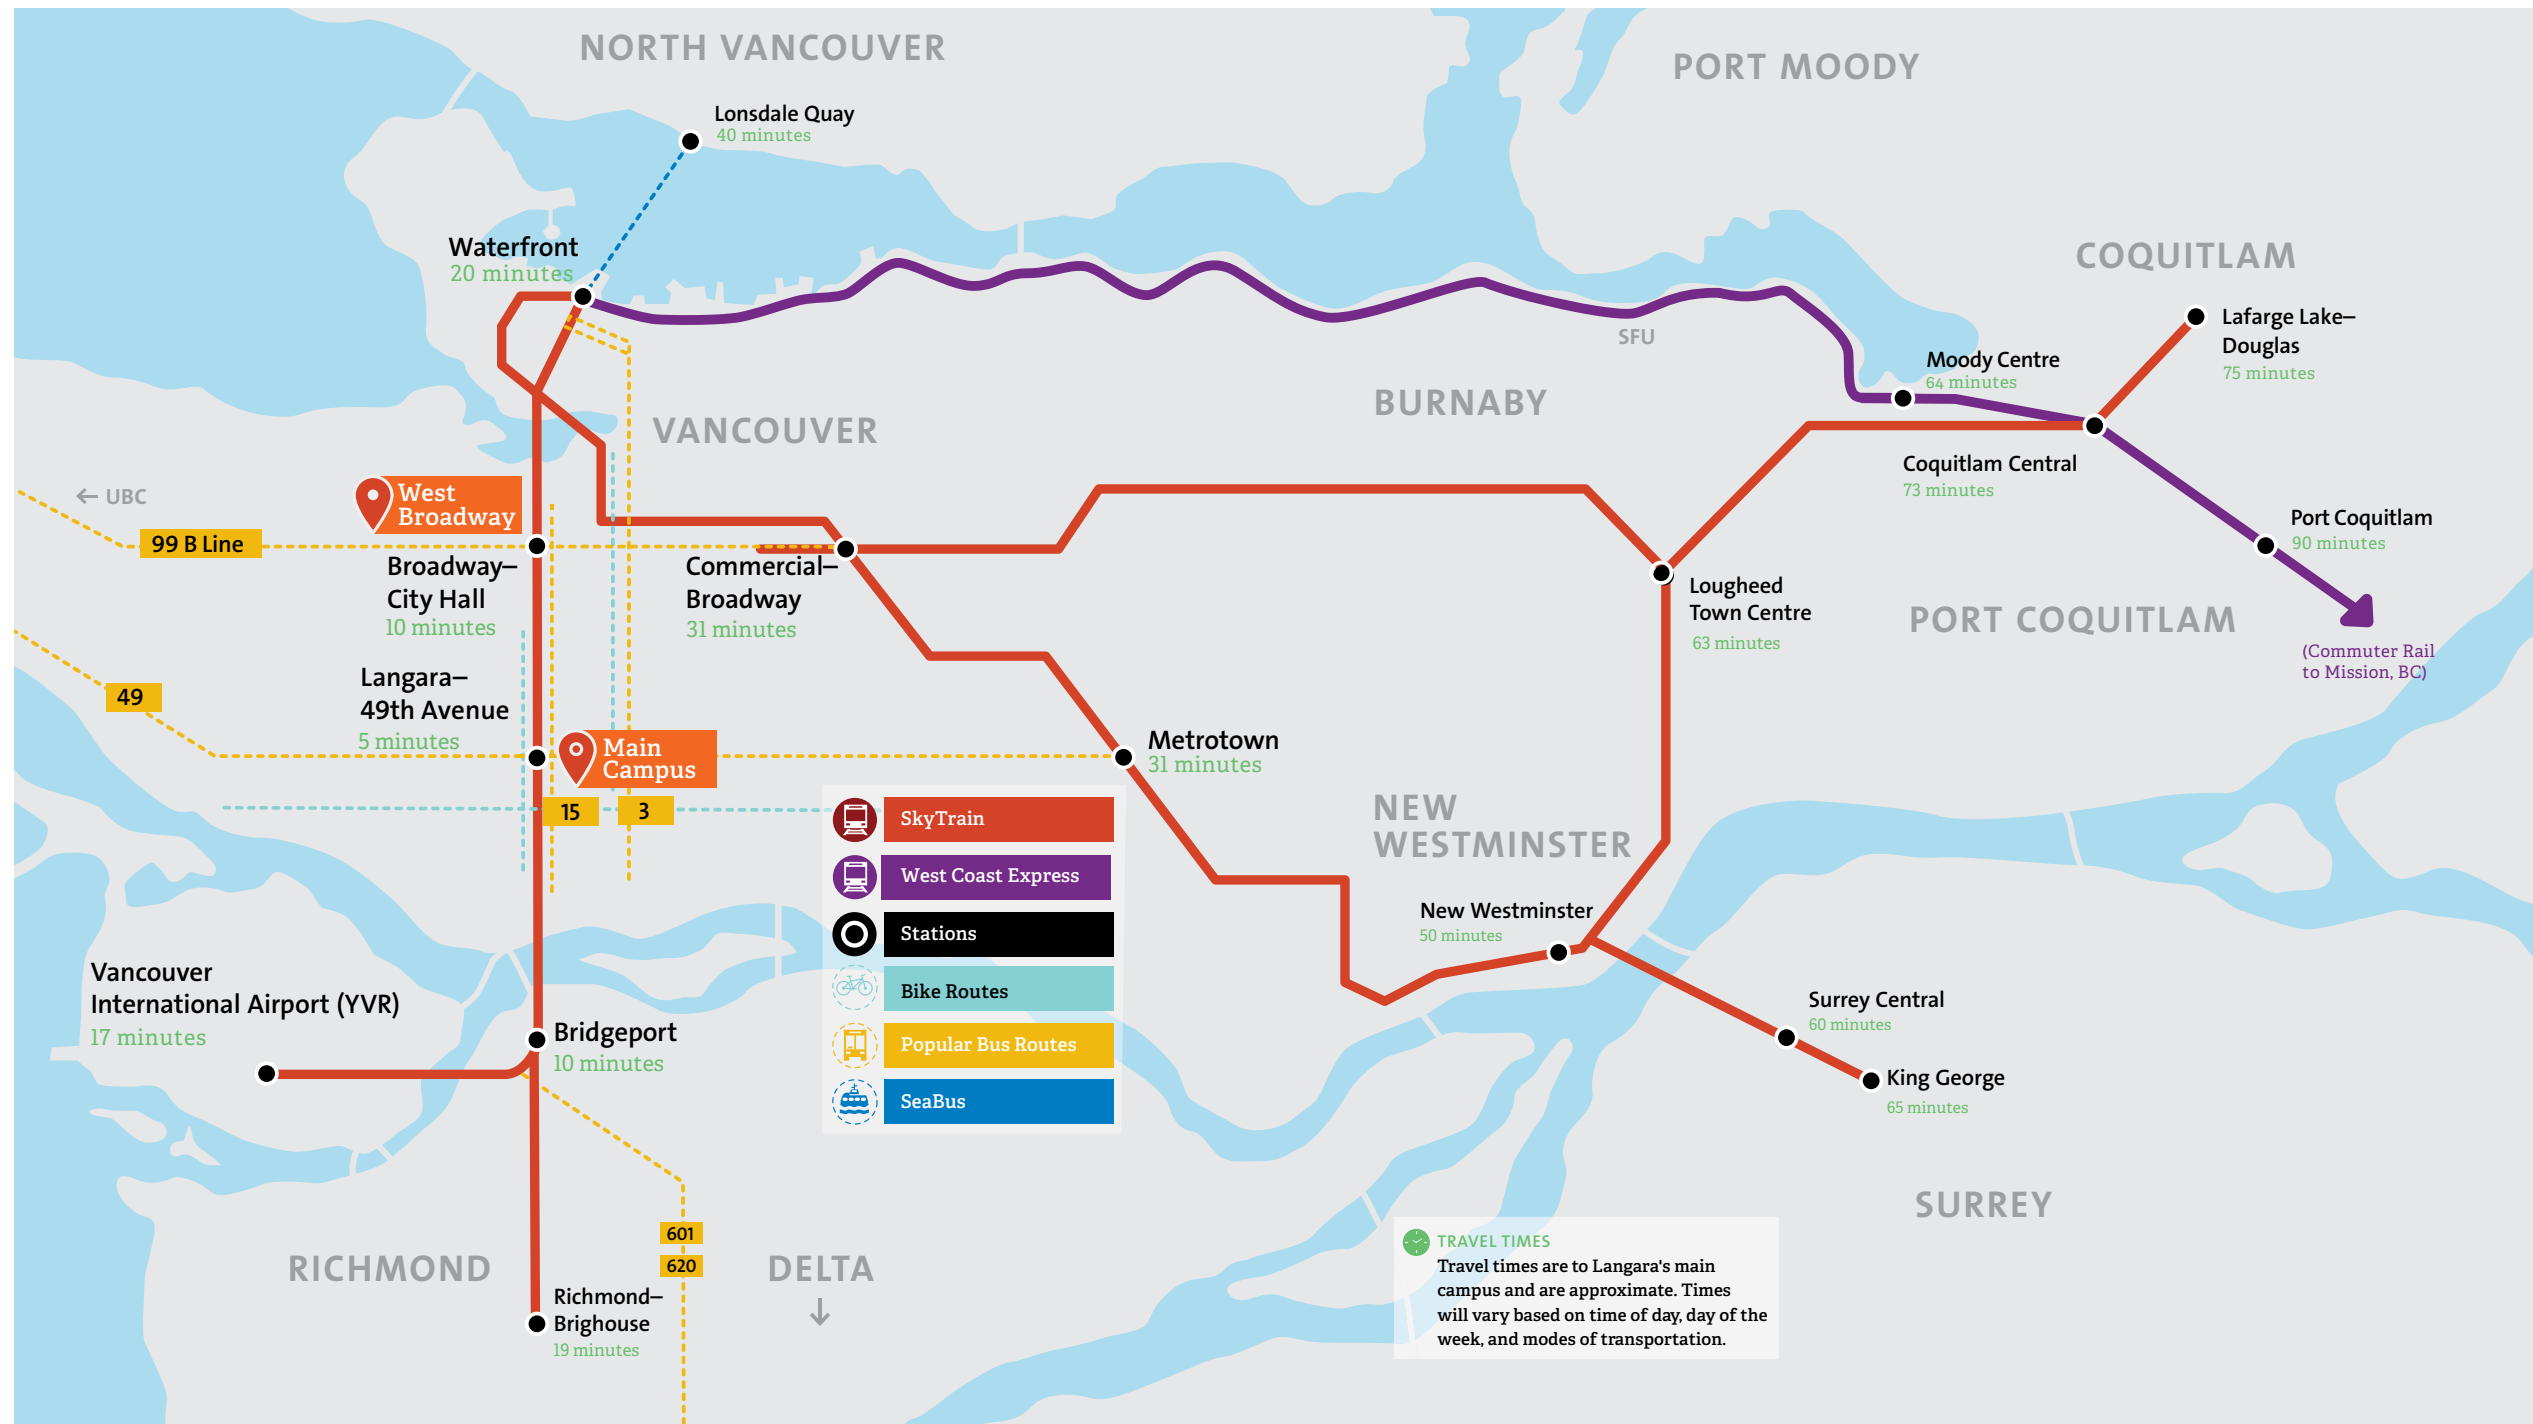 NORTH VANCOUVER
PORT MOODY
Lonsdale Quay
40 minutes
Waterfront
20 minutes
COQUITLAM
Lafarge Lake–
Douglas
75 minutes
SFU
Moody Centre
64 minutes
BURNABY
VANCOUVER
Coquitlam Central
73 minutes
← UBC
West
Broadway
99 B Line
Port Coquitlam
90 minutes
Broadway–
City Hall
10 minutes
Commercial–
Broadway
31 minutes
Lougheed
Town Centre
63 minutes
PORT COQUITLAM
(Commuter Rail
to Mission, BC)
49
Langara–
49th Avenue
5 minutes
Main
Campus
Metrotown
31 minutes
15
3
NEW
WESTMINSTER
SkyTrain
West Coast Express
Stations
Bike Routes
Popular Bus Routes
SeaBus
New Westminster
50 minutes
Vancouver
International Airport (YVR)
17 minutes
Bridgeport
10 minutes
Surrey Central
60 minutes
King George
65 minutes
SURREY
601
620
RICHMOND
DELTA
↓
Richmond–
Brighouse
19 minutes
TRAVEL TIMES
Travel times are to Langara's main
campus and are approximate. Times
will vary based on time of day, day of the
week, and modes of transportation.